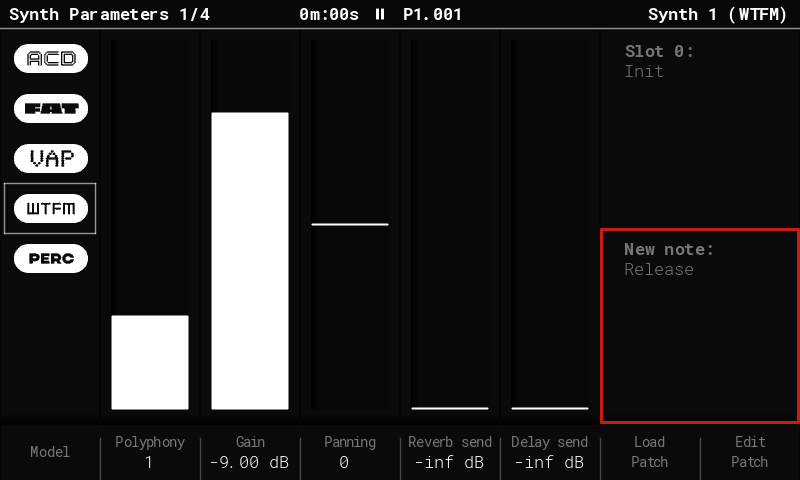 Synth Parameters 1/4 0m:00s ⏸ P1.001 Synth 1 (WTFM)
ACD
FAT
VAP
WTFM
PERC
Slot 0:
Init
New note:
Release
Model
Polyphony
1
Gain
-9.00 dB
Panning
0
Reverb send
-inf dB
Delay send
-inf dB
Load
Patch
Edit
Patch